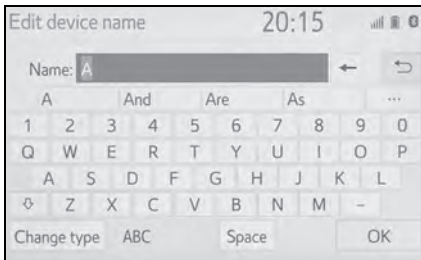 Edit device name 20:15
Name: A
A And Are As ...
1 2 3 4 5 6 7 8 9 0
Q W E R T Y U I O P
A S D F G H J K L
Z X C V B N M -
Change type ABC Space OK